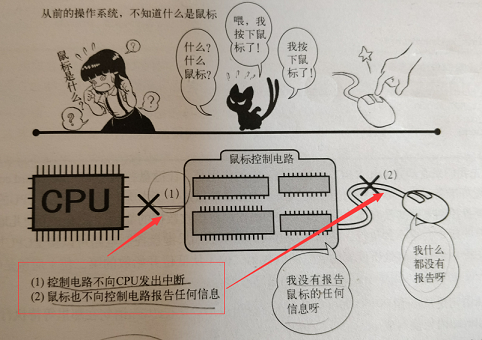 从前的操作系统，不知道什么是鼠标
鼠标是什么？
?
?
?
什么？
什么
鼠标？
喂，我
按下鼠
标了！
我按
下鼠
标了！
鼠标控制电路
CPU
(1)
(2)
(1) 控制电路不向CPU发出中断
(2) 鼠标也不向控制电路报告任何信息
我没有报告
鼠标的任何
信息呀
我什么
都没有
报告呀